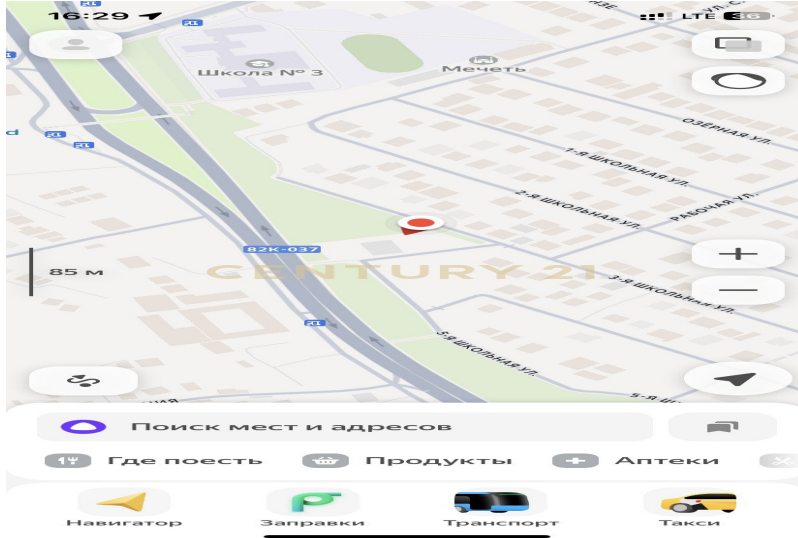 16:29
LTE 36
Школа № 3
Мечеть
ОЗЁРНАЯ УЛ.
1-Я ШКОЛЬНАЯ УЛ.
2-Я ШКОЛЬНАЯ УЛ.
РАБОЧАЯ УЛ.
82К-037
CENTURY 21
85 м
3-Я ШКОЛЬНАЯ УЛ.
3-Я ШКОЛЬНАЯ УЛ.
Поиск мест и адресов
Где поесть
Продукты
Аптеки
Навигатор
Заправки
Транспорт
Такси